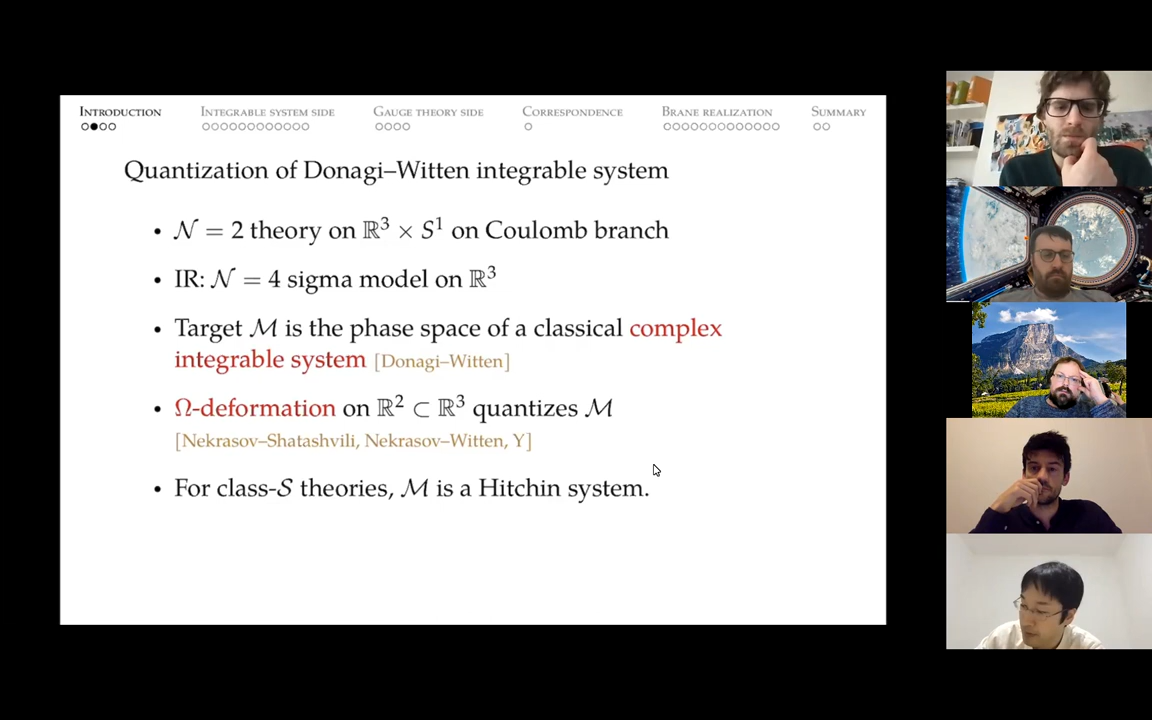 INTRODUCTION INTEGRABLE SYSTEM SIDE GAUGE THEORY SIDE CORRESPONDENCE BRANE REALIZATION SUMMARY
Quantization of Donagi–Witten integrable system
• 𝒩 = 2 theory on ℝ³ × S¹ on Coulomb branch
• IR: 𝒩 = 4 sigma model on ℝ³
• Target ℳ is the phase space of a classical complex
integrable system [Donagi–Witten]
• Ω-deformation on ℝ² ⊂ ℝ³ quantizes ℳ
[Nekrasov–Shatashvili, Nekrasov–Witten, Y]
• For class-𝒮 theories, ℳ is a Hitchin system.